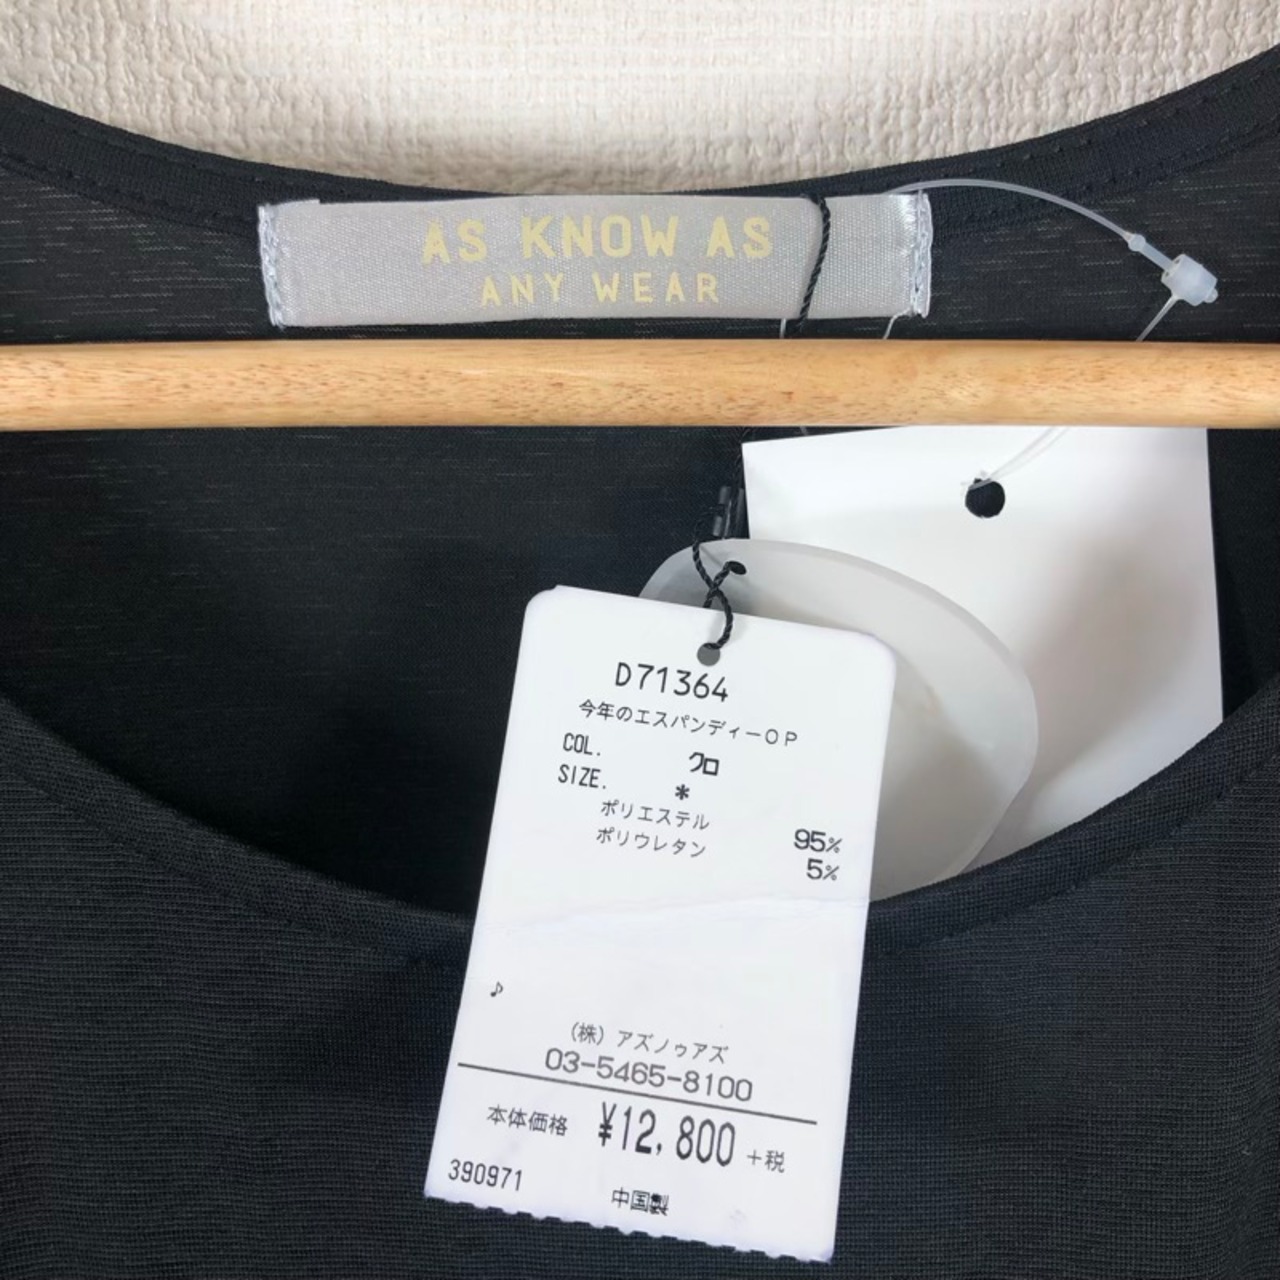 AS KNOW AS
ANY WEAR
D71364
今年のエスパンディーOP
COL. クロ
SIZE. *
ポリエステル 95%
ポリウレタン 5%
♪
(株) アズノゥアズ
03-5465-8100
本体価格 ¥12,800 +税
390971 中国製